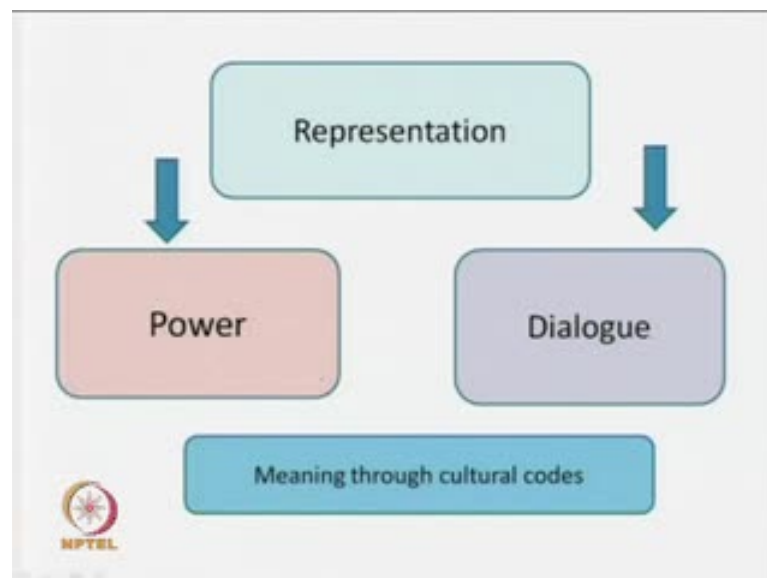 Representation
Power
Dialogue
Meaning through cultural codes
NPTEL